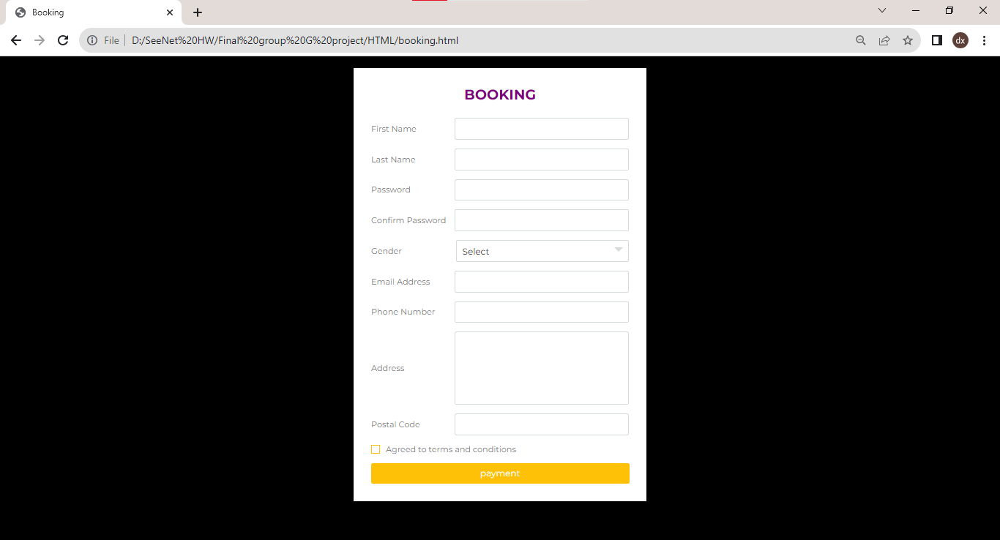 Booking
File D:/SeeNet%20HW/Final%20group%20G%20project/HTML/booking.html
dx
BOOKING
First Name
Last Name
Password
Confirm Password
Gender Select
Email Address
Phone Number
Address
Postal Code
Agreed to terms and conditions
payment